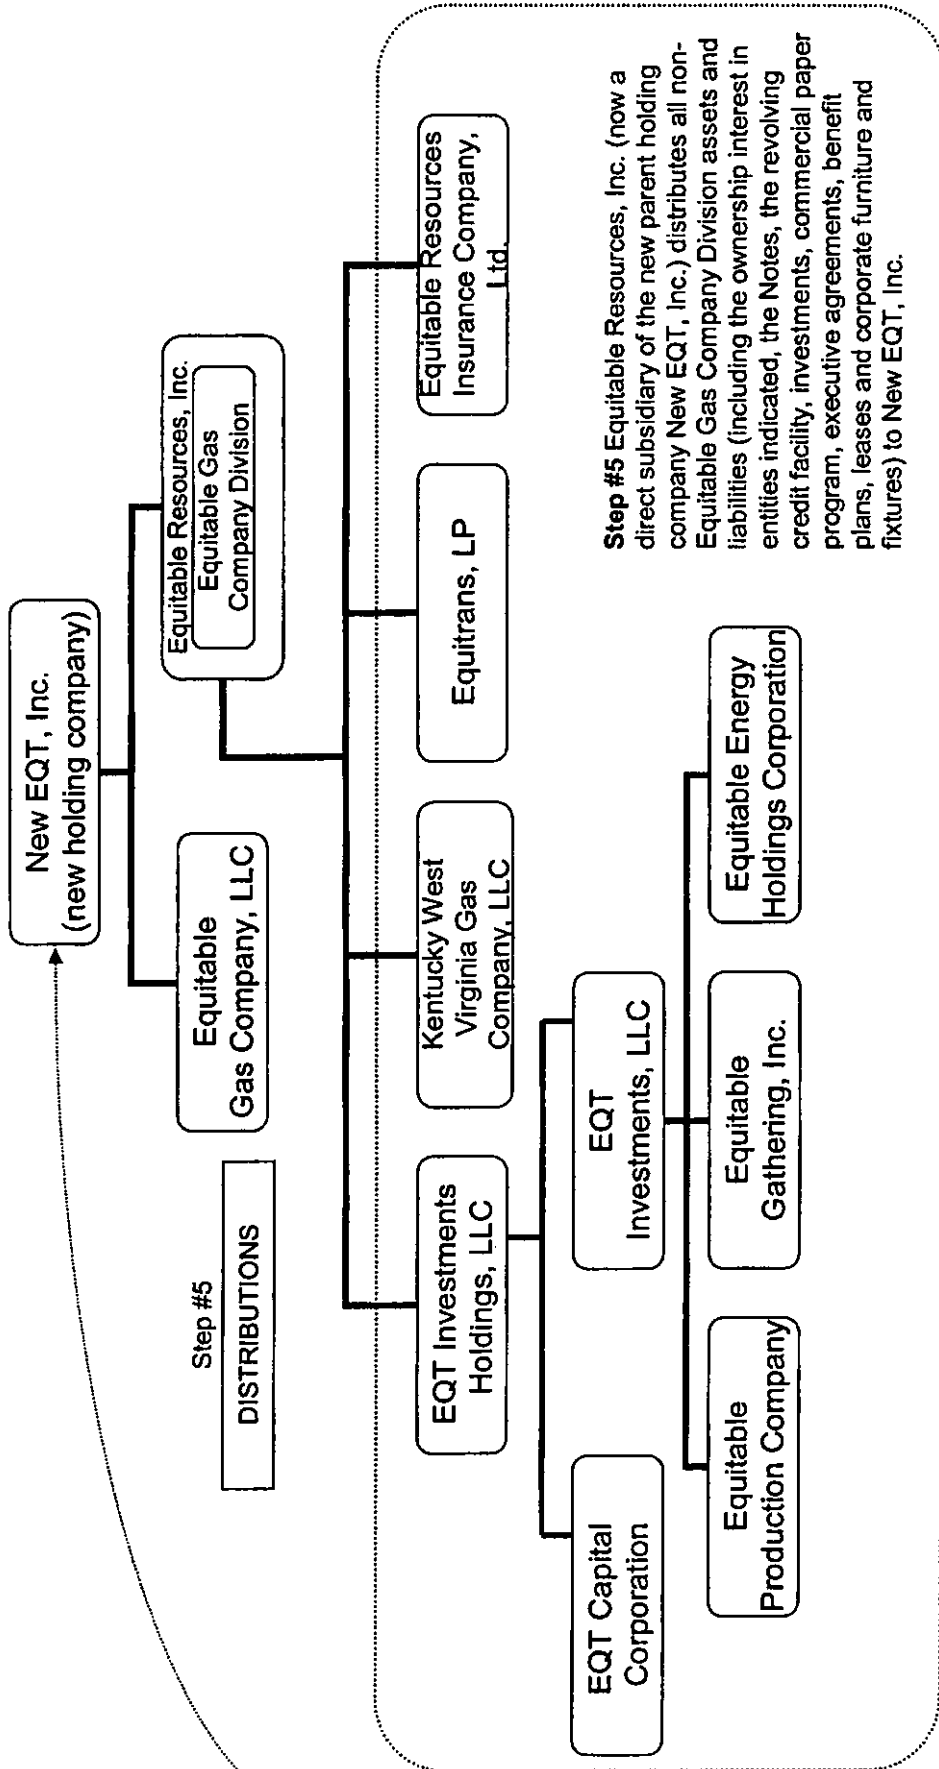 New EQT, Inc.
(new holding company)
Step #5
DISTRIBUTIONS
Equitable
Gas Company, LLC
Equitable Resources, Inc.
Equitable Gas
Company Division
EQT Investments
Holdings, LLC
Kentucky West
Virginia Gas
Company, LLC
Equitrans, LP
Equitable Resources
Insurance Company,
Ltd.
EQT Capital
Corporation
EQT
Investments, LLC
Equitable
Production Company
Equitable
Gathering, Inc.
Equitable Energy
Holdings Corporation
Step #5 Equitable Resources, Inc. (now a
direct subsidiary of the new parent holding
company New EQT, Inc.) distributes all non-
Equitable Gas Company Division assets and
liabilities (including the ownership interest in
entities indicated, the Notes, the revolving
credit facility, investments, commercial paper
program, executive agreements, benefit
plans, leases and corporate furniture and
fixtures) to New EQT, Inc.